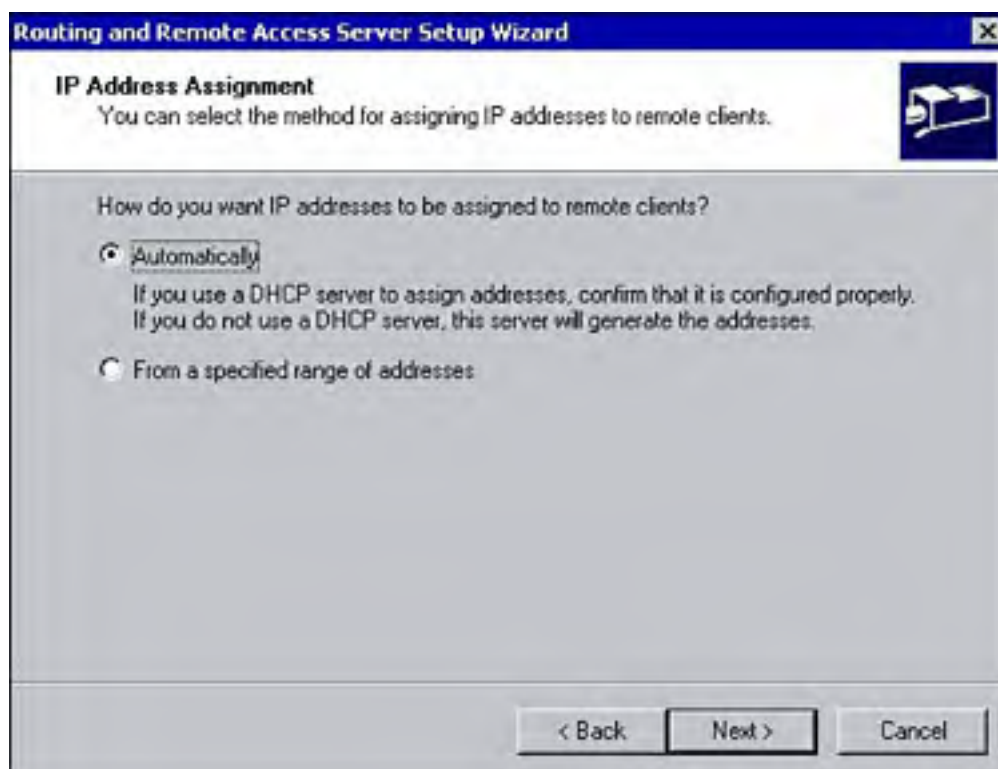 Routing and Remote Access Server Setup Wizard
IP Address Assignment
You can select the method for assigning IP addresses to remote clients.
How do you want IP addresses to be assigned to remote clients?
Automatically
If you use a DHCP server to assign addresses, confirm that it is configured properly.
If you do not use a DHCP server, this server will generate the addresses.
From a specified range of addresses
< Back
Next >
Cancel